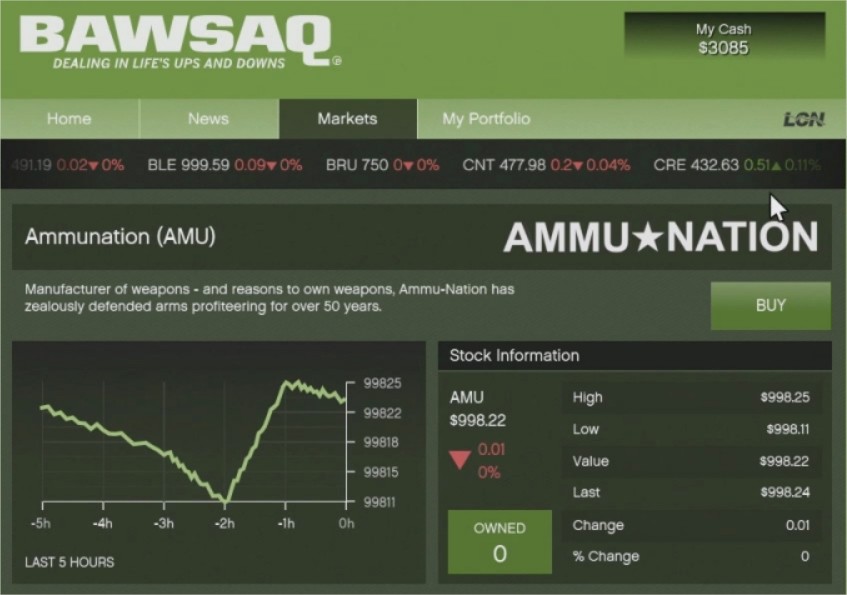 BAWSAQ
DEALING IN LIFE'S UPS AND DOWNS
My Cash
$3085
Home News Markets My Portfolio LCN
491.19 0.02▼0% BLE 999.59 0.09▼0% BRU 750 0▼0% CNT 477.98 0.2▼0.04% CRE 432.63 0.51▲0.11%
Ammunation (AMU)
AMMU★NATION
Manufacturer of weapons - and reasons to own weapons, Ammu-Nation has
zealously defended arms profiteering for over 50 years.
BUY
99825
99822
99818
99815
99811
-5h -4h -3h -2h -1h 0h
LAST 5 HOURS
Stock Information
AMU
$998.22
▼ 0.01
0%
OWNED
0
High $998.25
Low $998.11
Value $998.22
Last $998.24
Change 0.01
% Change 0